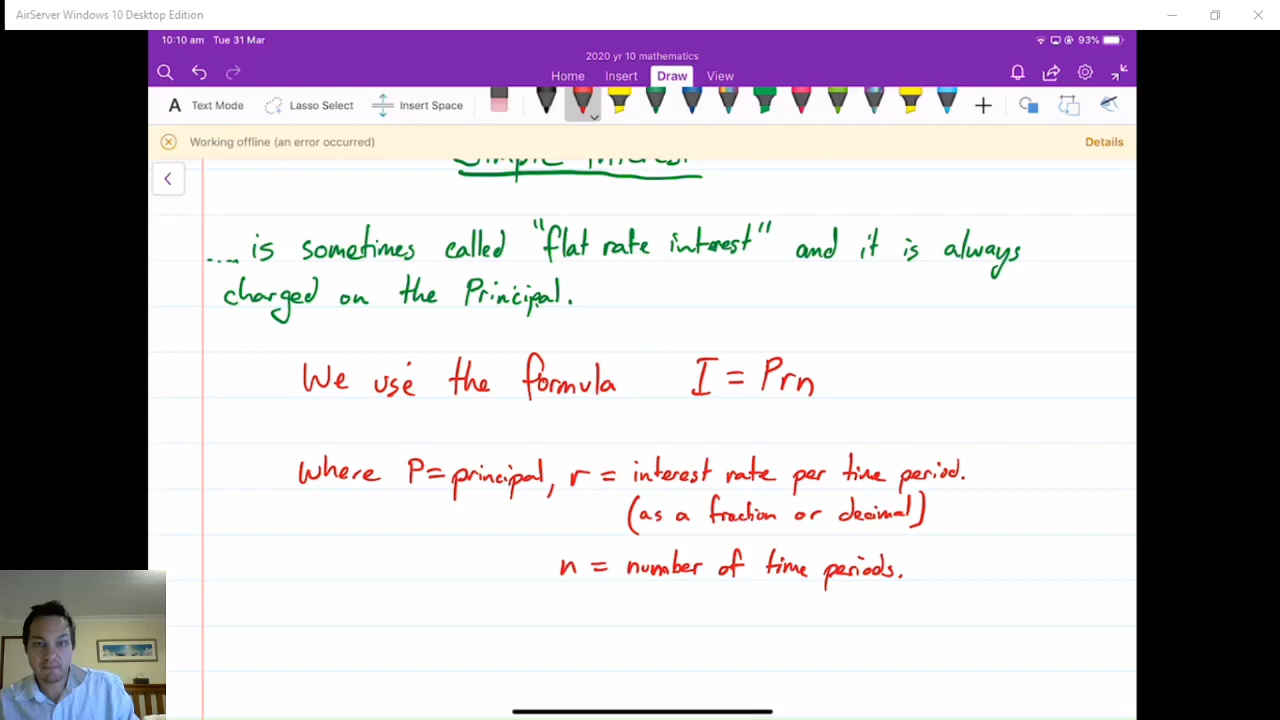 AirServer Windows 10 Desktop Edition
10:10 am Tue 31 Mar
93%
2020 yr 10 mathematics
Home Insert Draw View
A Text Mode Lasso Select Insert Space
Working offline (an error occurred) Details
Simple Interest
.... is sometimes called "flat rate interest" and it is always
charged on the Principal.
We use the formula I = Prn
where P = principal, r = interest rate per time period.
(as a fraction or decimal)
n = number of time periods.